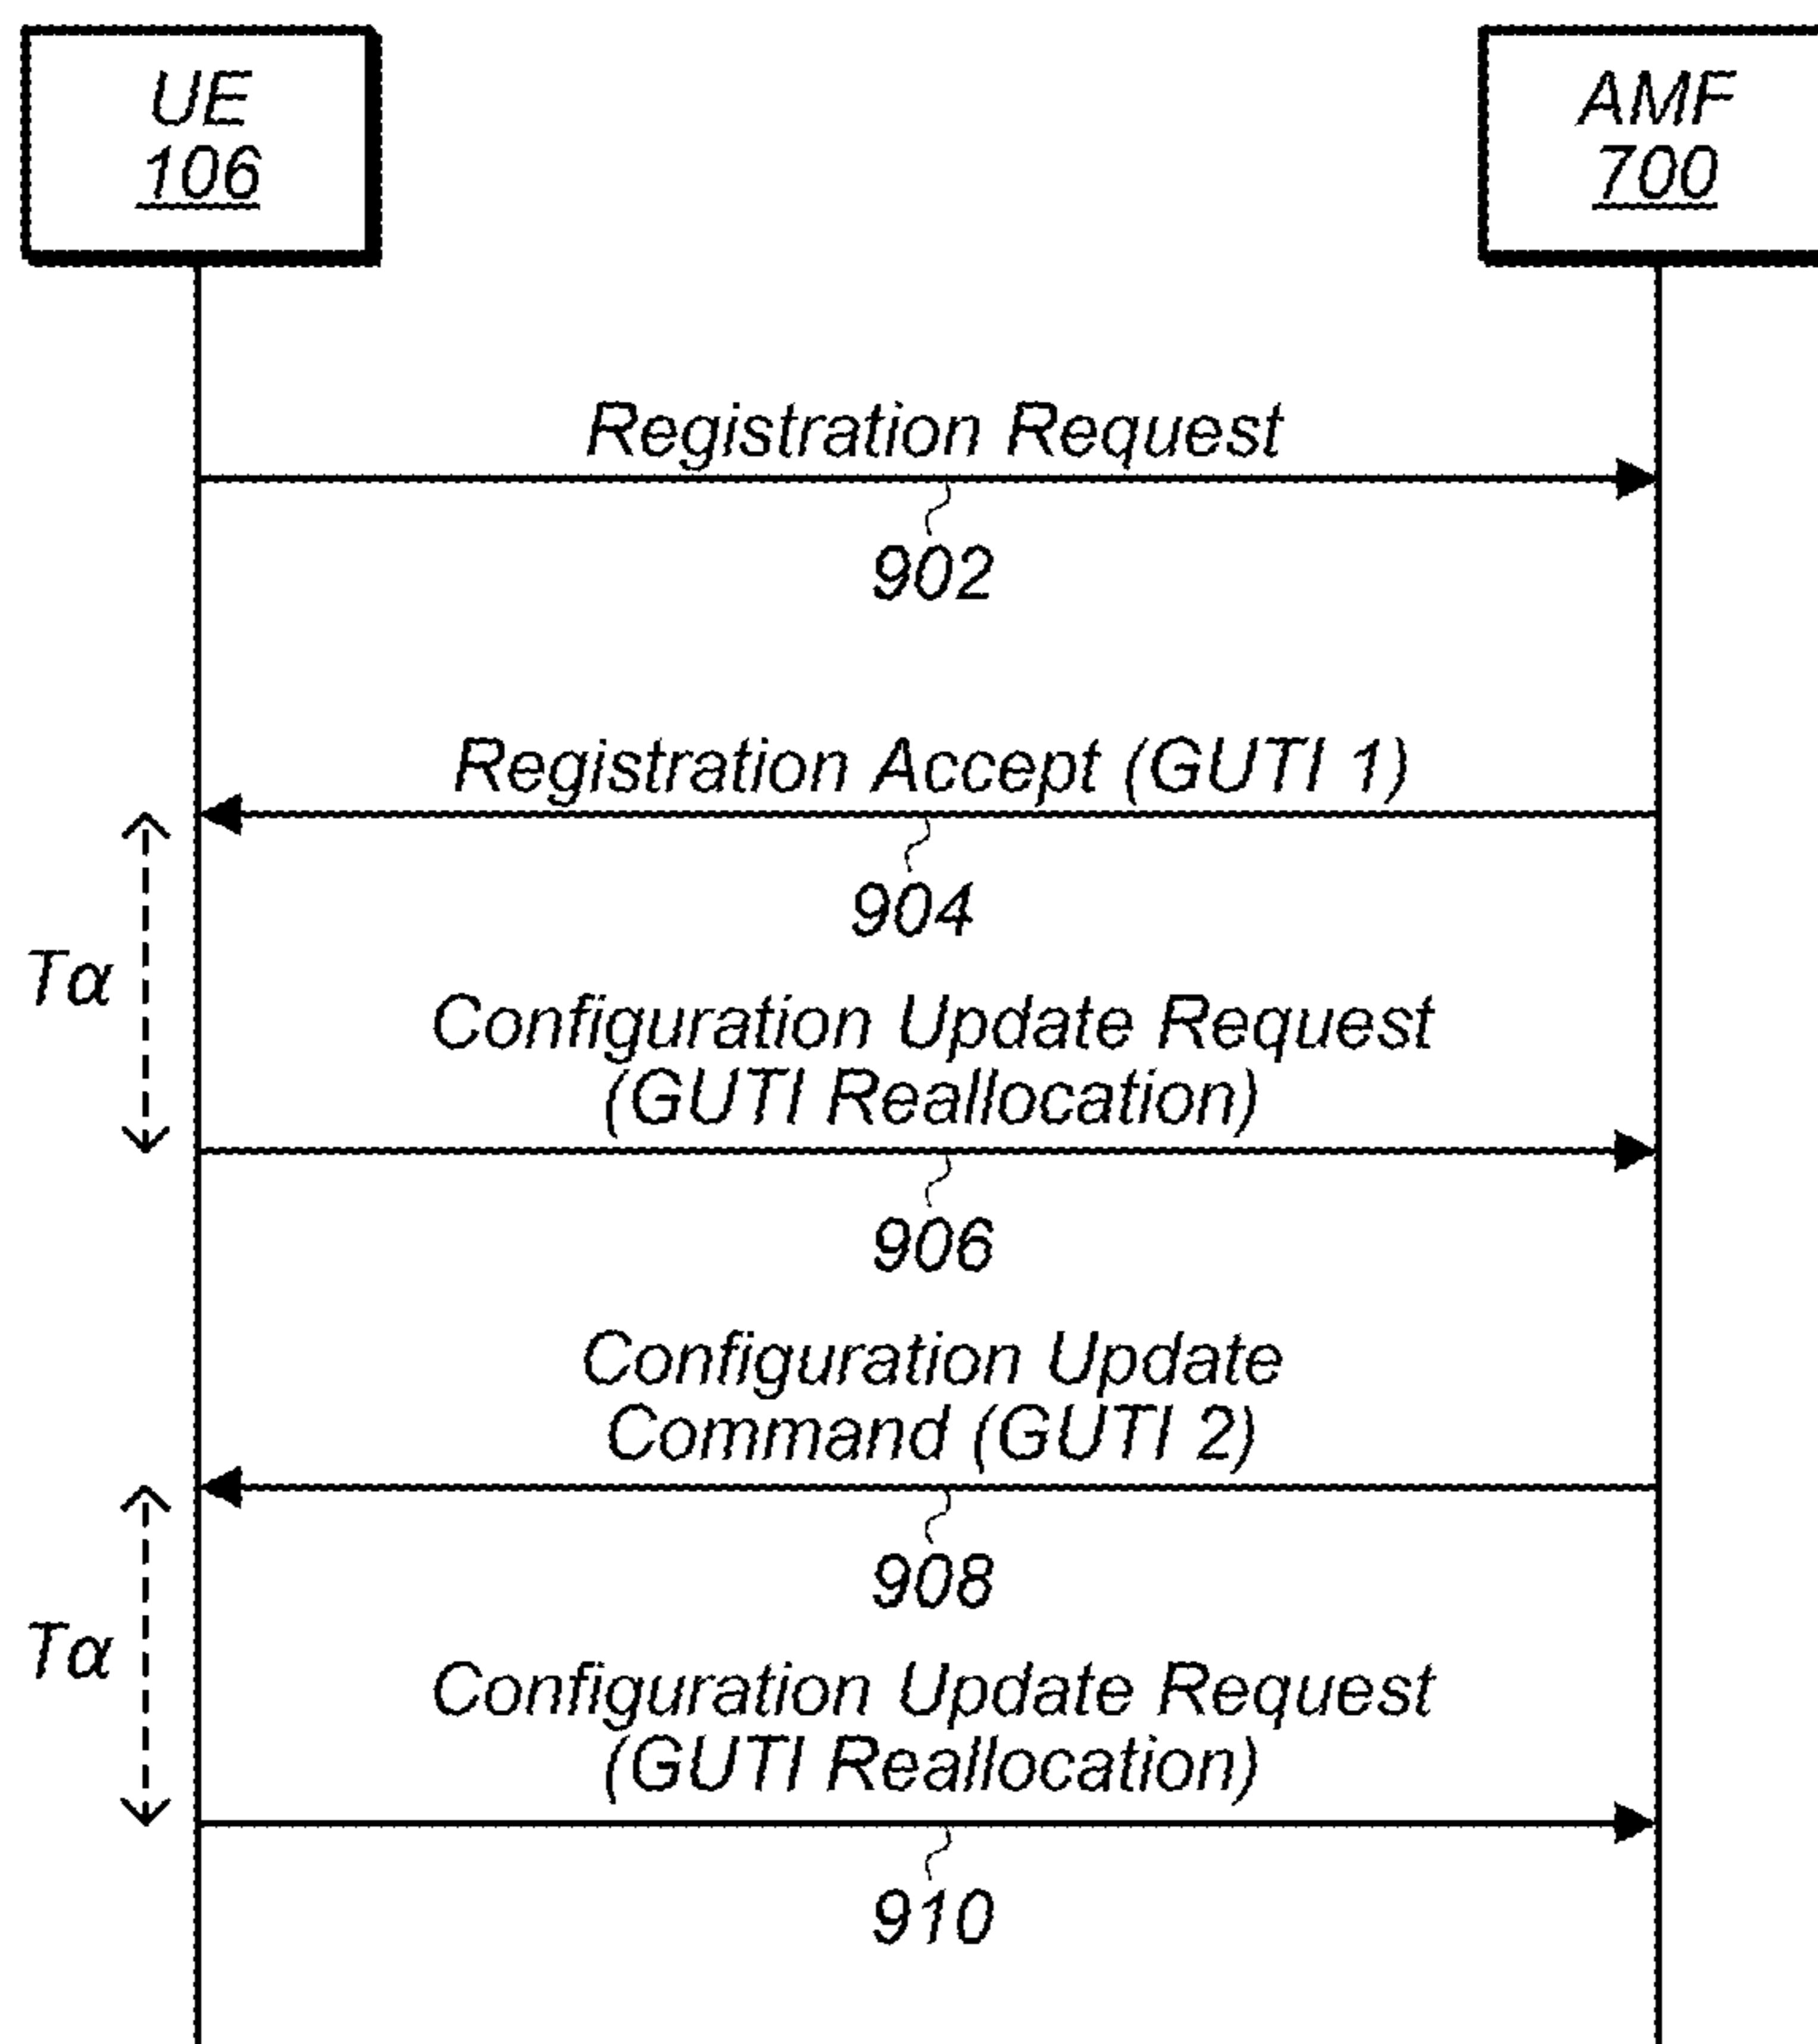 UE
106
AMF
700
Registration Request
902
Registration Accept (GUTI 1)
904
Tα
Configuration Update Request
(GUTI Reallocation)
906
Configuration Update
Command (GUTI 2)
908
Tα
Configuration Update Request
(GUTI Reallocation)
910